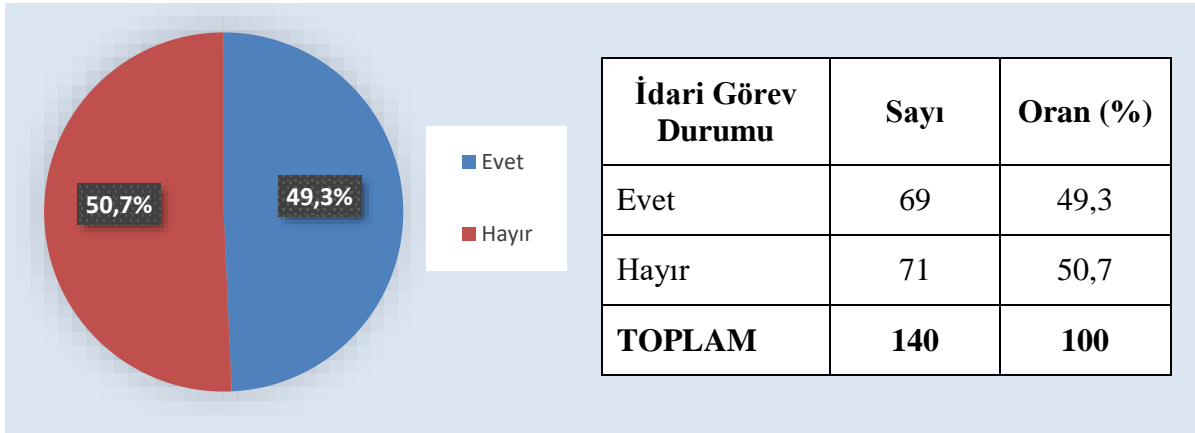 50,7%
49,3%
Evet
Hayır
İdari Görev
Durumu
Sayı
Oran (%)
Evet
69
49,3
Hayır
71
50,7
TOPLAM
140
100